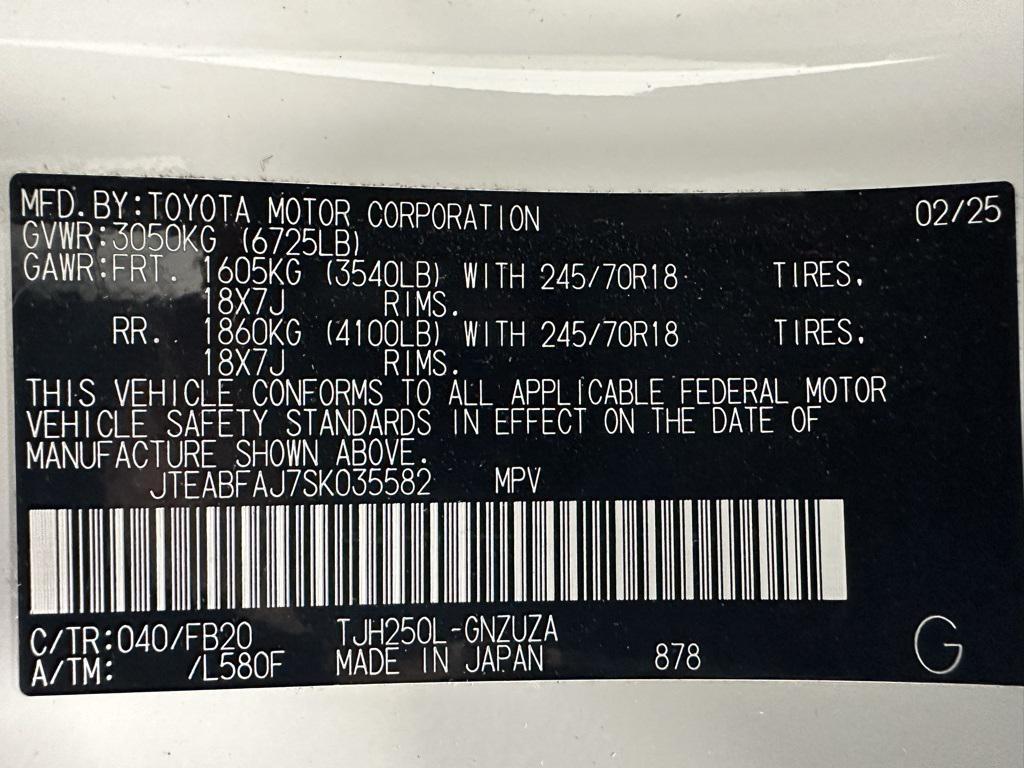 MFD.BY:TOYOTA MOTOR CORPORATION 02/25
GVWR:3050KG (6725LB)
GAWR:FRT. 1605KG (3540LB) WITH 245/70R18 TIRES.
18X7J RIMS.
RR. 1860KG (4100LB) WITH 245/70R18 TIRES.
18X7J RIMS.
THIS VEHICLE CONFORMS TO ALL APPLICABLE FEDERAL MOTOR
VEHICLE SAFETY STANDARDS IN EFFECT ON THE DATE OF
MANUFACTURE SHOWN ABOVE.
JTEABFAJ7SK035582 MPV
C/TR:040/FB20 TJH250L-GNZUZA
A/TM: /L580F MADE IN JAPAN 878 G